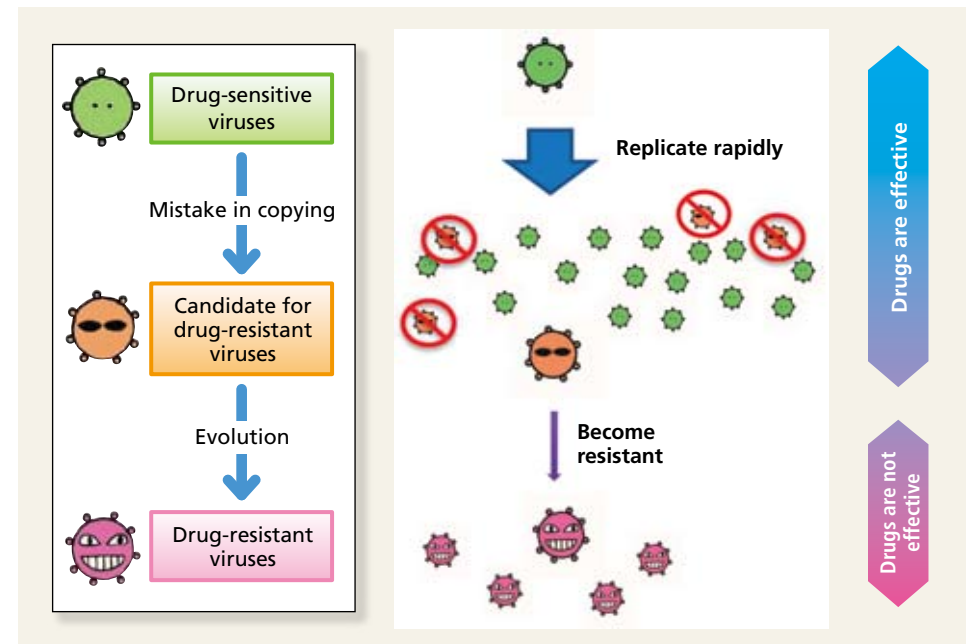 Drug-sensitive
viruses
Mistake in copying
Candidate for
drug-resistant
viruses
Evolution
Drug-resistant
viruses
Replicate rapidly
Become
resistant
Drugs are effective
Drugs are not
effective